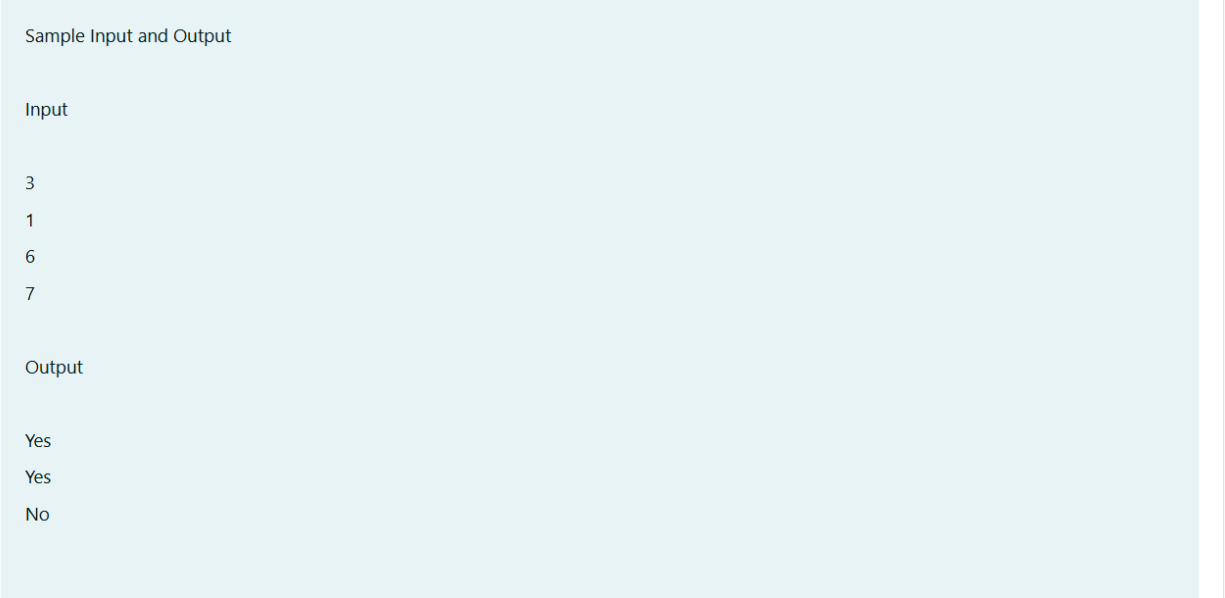 Sample Input and Output
Input
3
1
6
7
Output
Yes
Yes
No